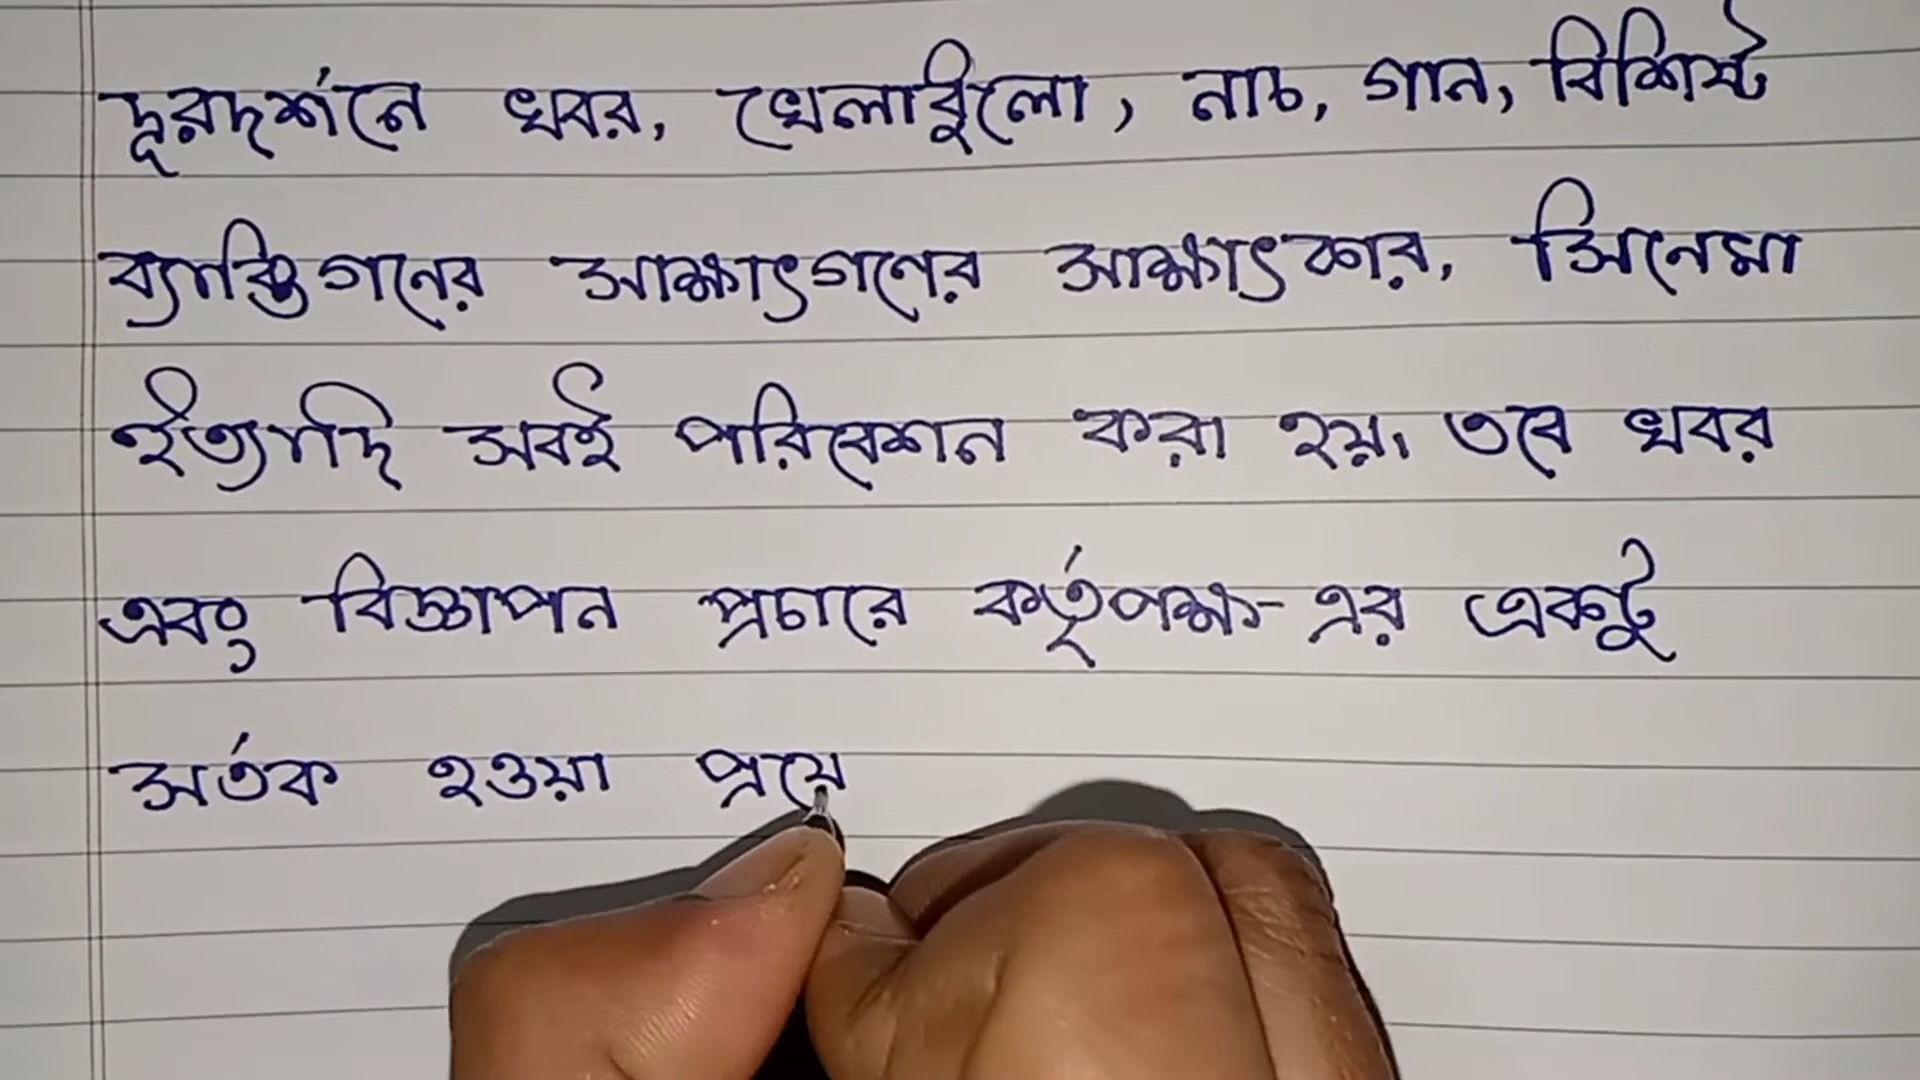 দূরদর্শনে খবর, খেলাধুলো, নাচ, গান, বিশিষ্ট
ব্যাক্তিগনের সাক্ষাৎগণের সাক্ষাৎকার, সিনেমা
ইত্যাদি সবই পরিবেশন করা হয়। তবে খবর
এবং বিজ্ঞাপন প্রচারে কর্তৃপক্ষ-এর একটু
সর্তক হওয়া প্রয়ে